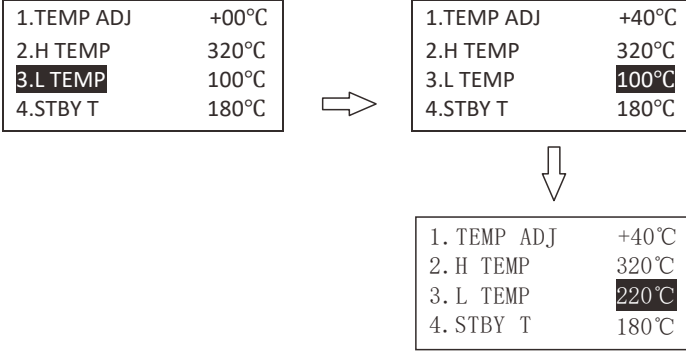 1.TEMP ADJ +00℃
2.H TEMP 320℃
3.L TEMP 100℃
4.STBY T 180℃
1.TEMP ADJ +40℃
2.H TEMP 320℃
3.L TEMP 100℃
4.STBY T 180℃
1. TEMP ADJ +40℃
2. H TEMP 320℃
3. L TEMP 220℃
4. STBY T 180℃